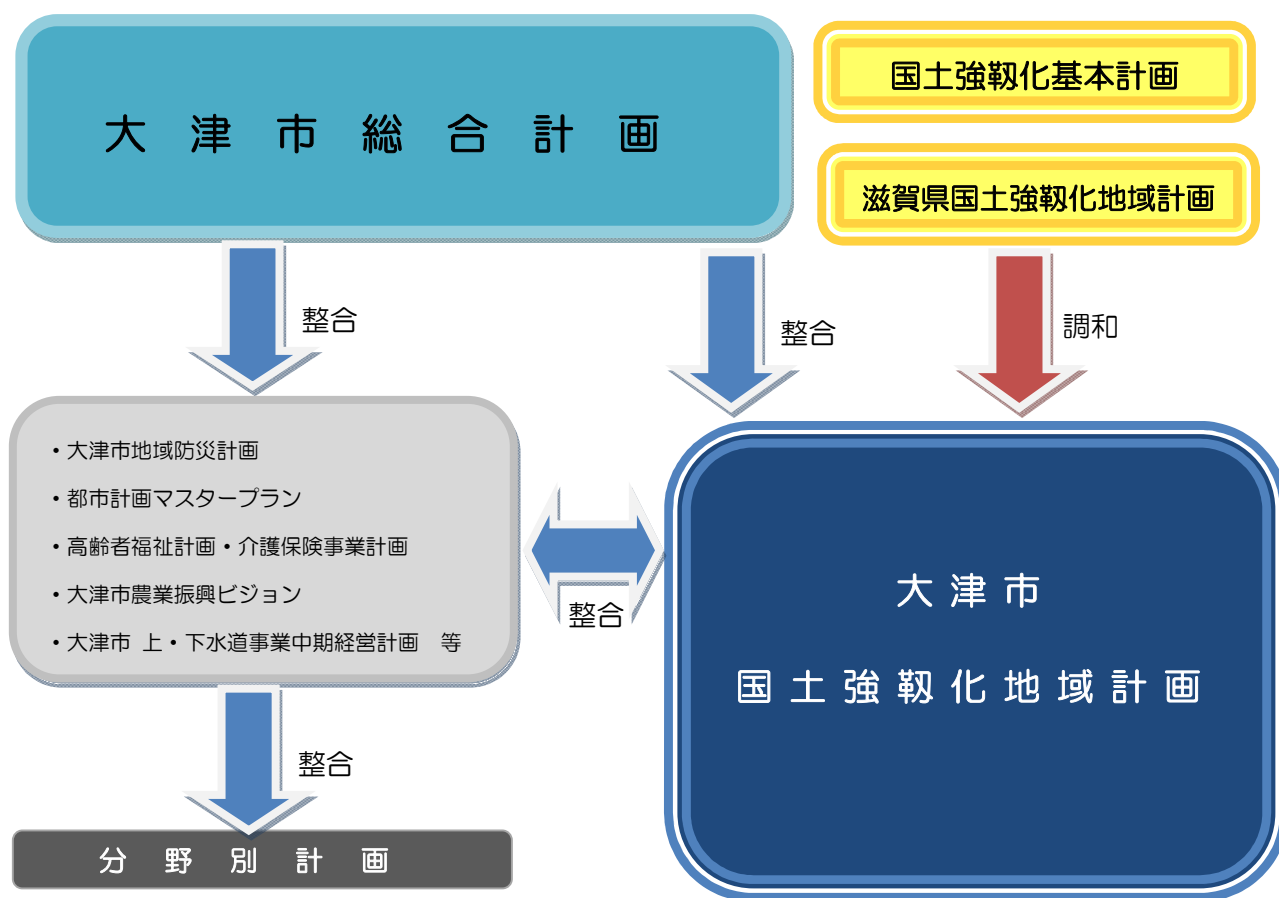 大津市総合計画
国土強靱化基本計画
滋賀県国土強靱化地域計画
整合
整合
調和
・大津市地域防災計画
・都市計画マスタープラン
・高齢者福祉計画・介護保険事業計画
・大津市農業振興ビジョン
・大津市 上・下水道事業中期経営計画　等
整合
大津市
国土強靱化地域計画
整合
分野別計画